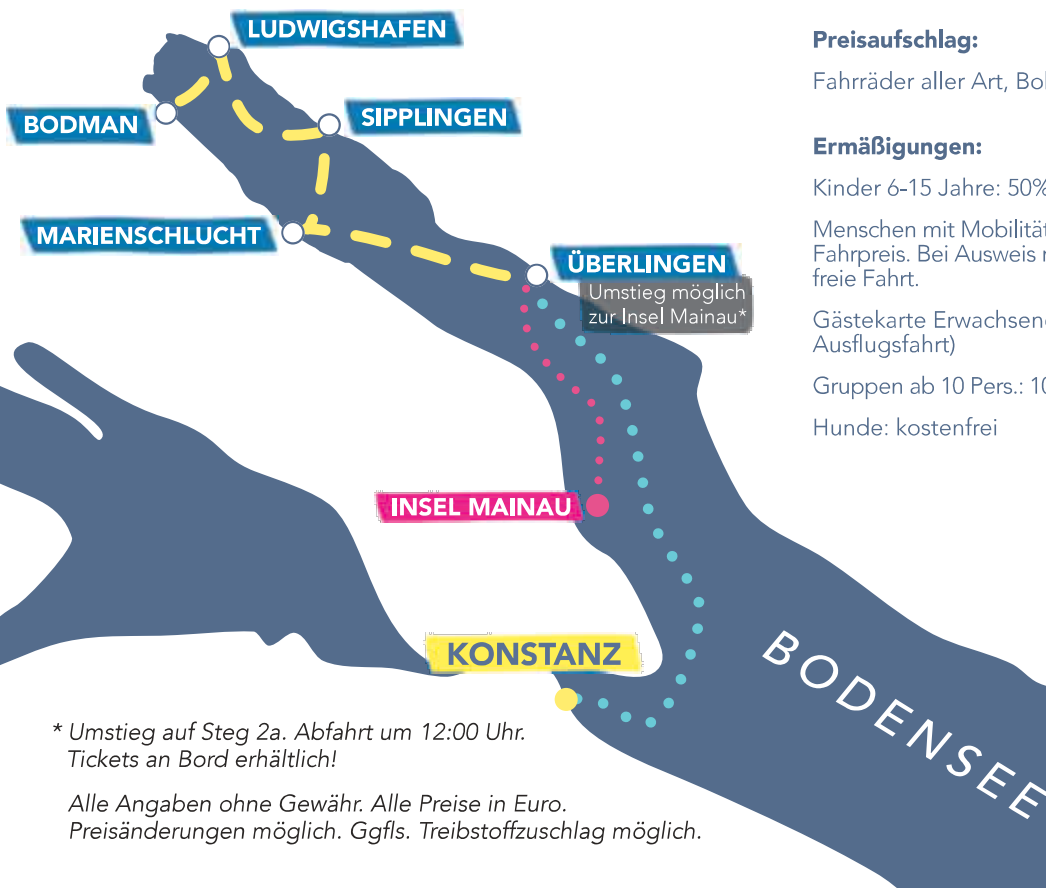 LUDWIGSHAFEN
BODMAN
SIPPLINGEN
MARIENSCHLUCHT
ÜBERLINGEN
Umstieg möglich
zur Insel Mainau*
INSEL MAINAU
KONSTANZ
BODENSEE
* Umstieg auf Steg 2a. Abfahrt um 12:00 Uhr.
Tickets an Bord erhältlich!
Alle Angaben ohne Gewähr. Alle Preise in Euro.
Preisänderungen möglich. Ggfls. Treibstoffzuschlag möglich.
Preisaufschlag:
Fahrräder aller Art,
Ermäßigungen:
Kinder 6-15 Jahre: 50%
Menschen mit
Fahrpreis. Bei Ausweis
freie Fahrt.
Gästekarte
Ausflugsfahrt)
Gruppen ab 10 Pers.:
Hunde: kostenfrei